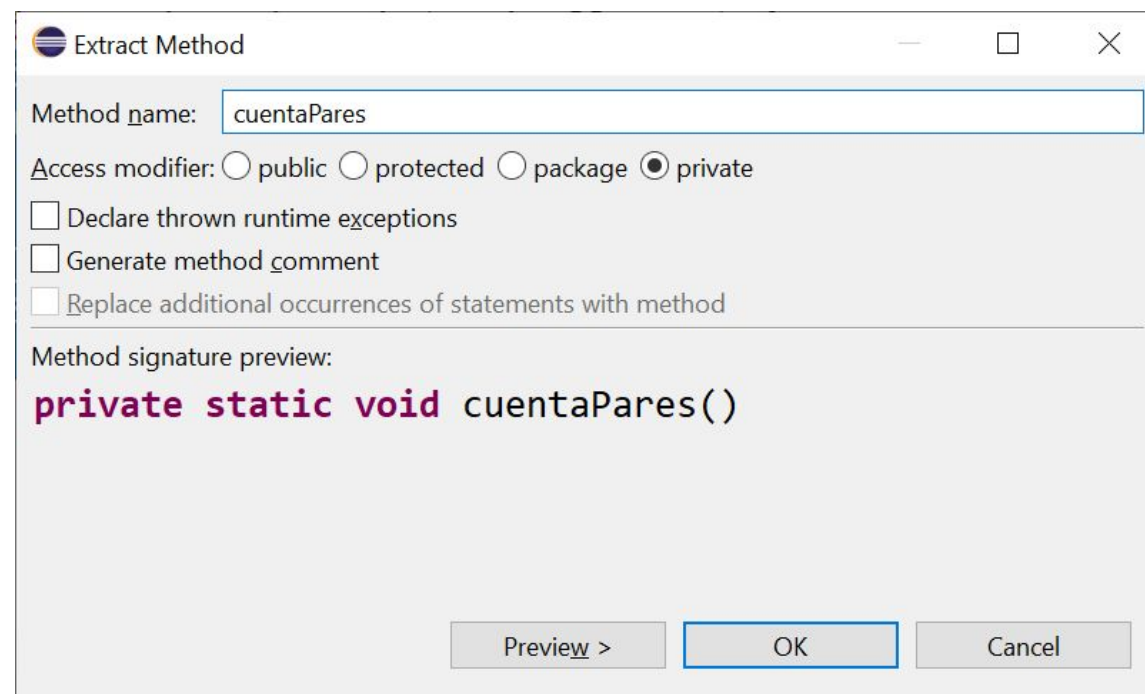 Extract Method
Method name: cuentaPares
Access modifier: public protected package private
Declare thrown runtime exceptions
Generate method comment
Replace additional occurrences of statements with method
Method signature preview:
private static void cuentaPares()
Preview > OK Cancel